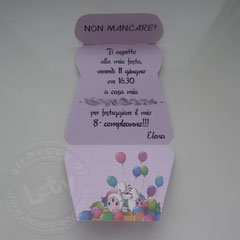 NON MANCARE!
Ti aspetto
alla mia festa,
venerdì 11 giugno
ore 16.30
a casa mia
per festeggiare il mio
8° compleanno!!!
Elena